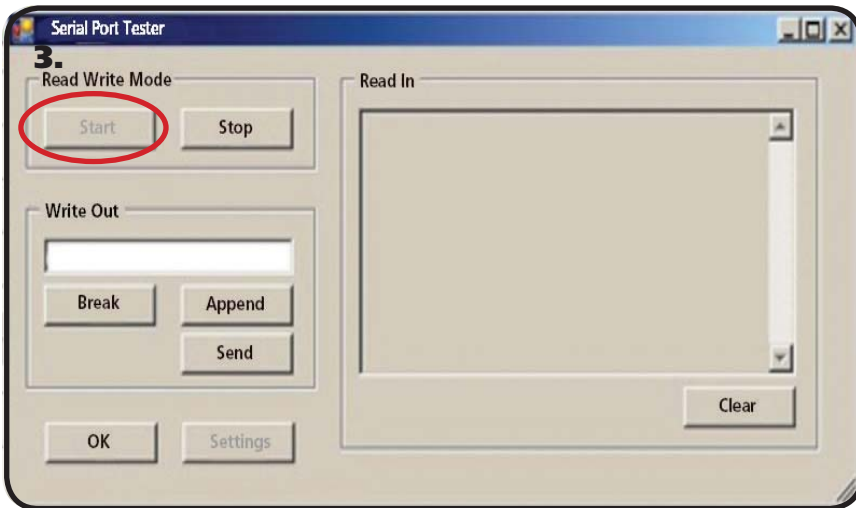 Serial Port Tester
3.
Read Write Mode
Start
Stop
Read In
Write Out
Break
Append
Send
OK
Settings
Clear